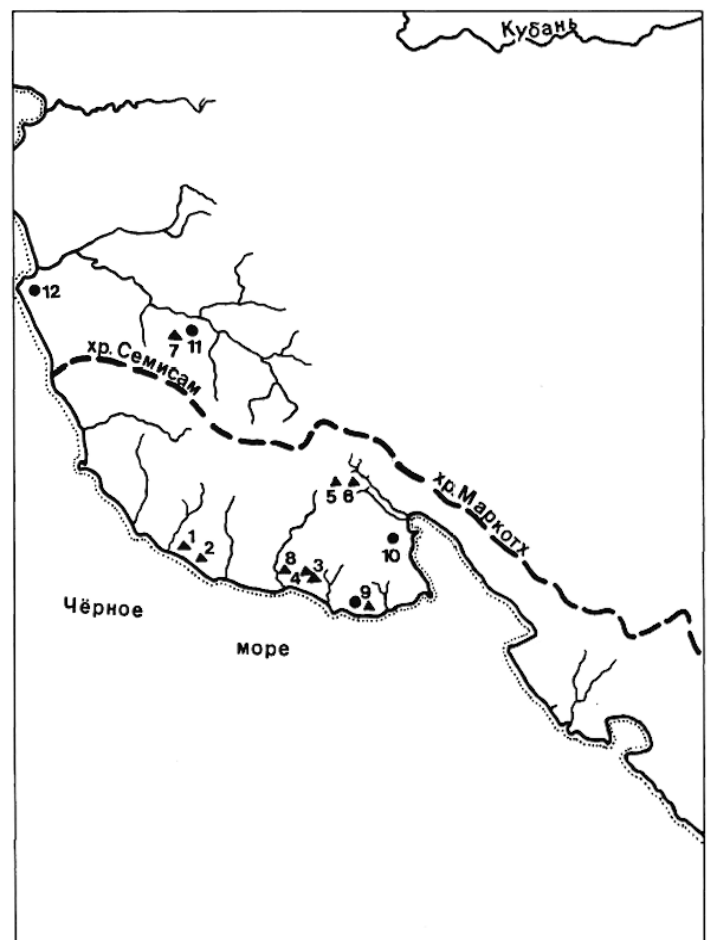 Кубань
12
7
11
хр. Семисам
хр. Маркотх
5
6
10
1
2
8
3
4
9
Чёрное
море